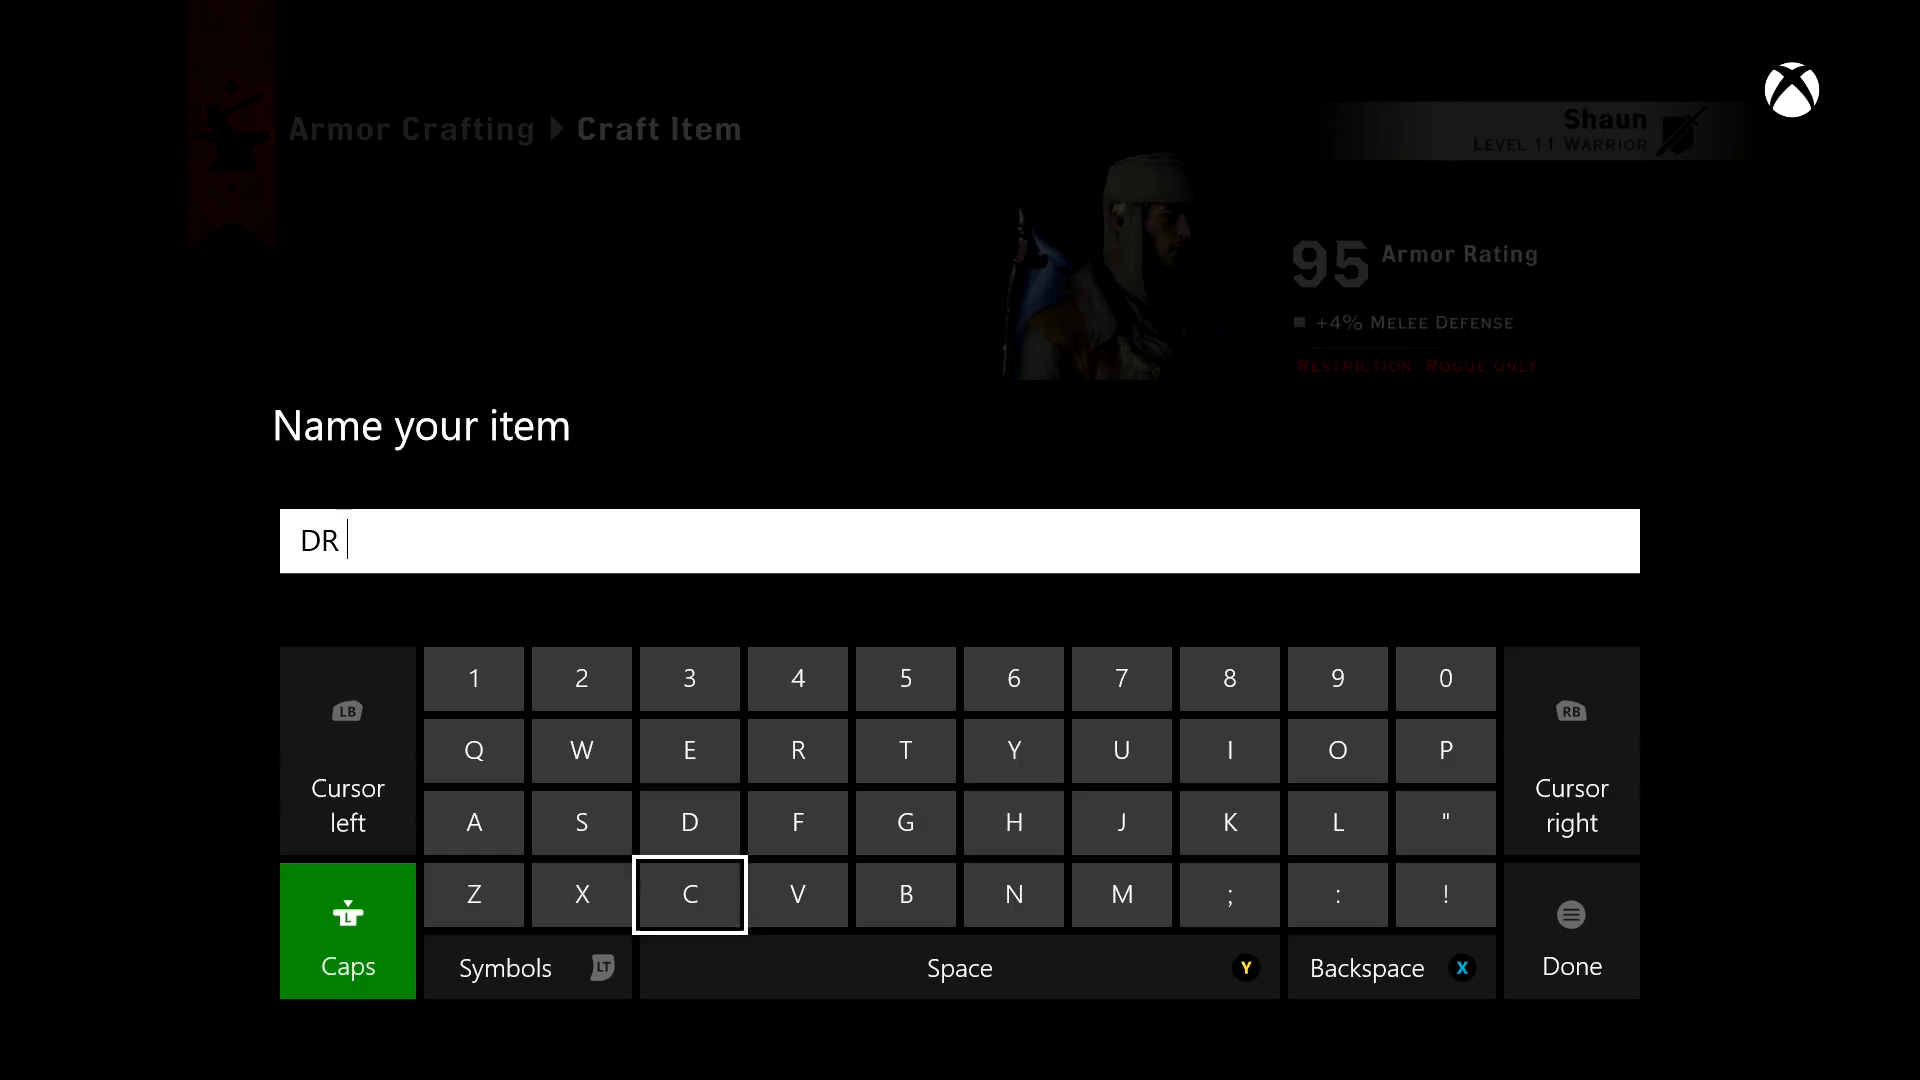 Armor Crafting Craft Item
Shaun
Level 11 Warrior
95 Armor Rating
+4% Melee Defense
Restriction: Rogue only
Name your item
DR
1 2 3 4 5 6 7 8 9 0
LB Cursor left
Q W E R T Y U I O P
RB Cursor right
A S D F G H J K L "
Z X C V B N M ; : !
L Caps
Symbols LT Space Y Backspace X
Done